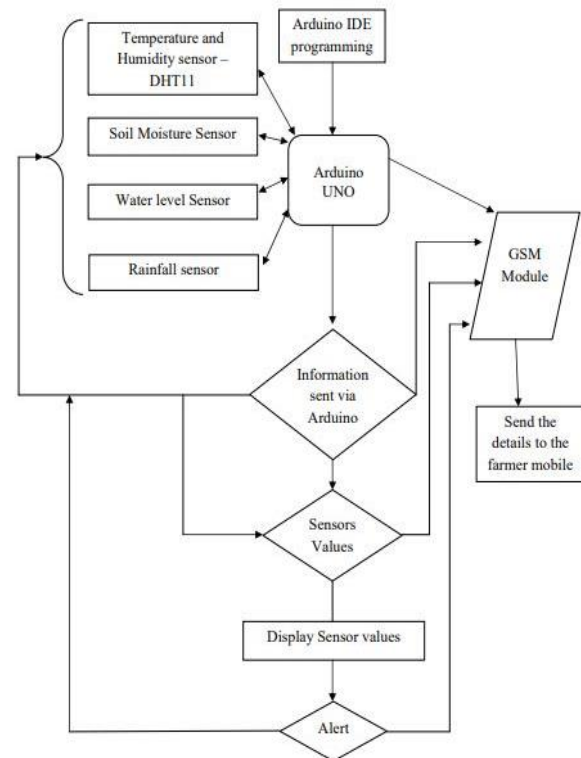 Temperature and
Humidity sensor –
DHT11
Arduino IDE
programming
Soil Moisture Sensor
Arduino
UNO
Water level Sensor
Rainfall sensor
GSM
Module
Information
sent via
Arduino
Send the
details to the
farmer mobile
Sensors
Values
Display Sensor values
Alert